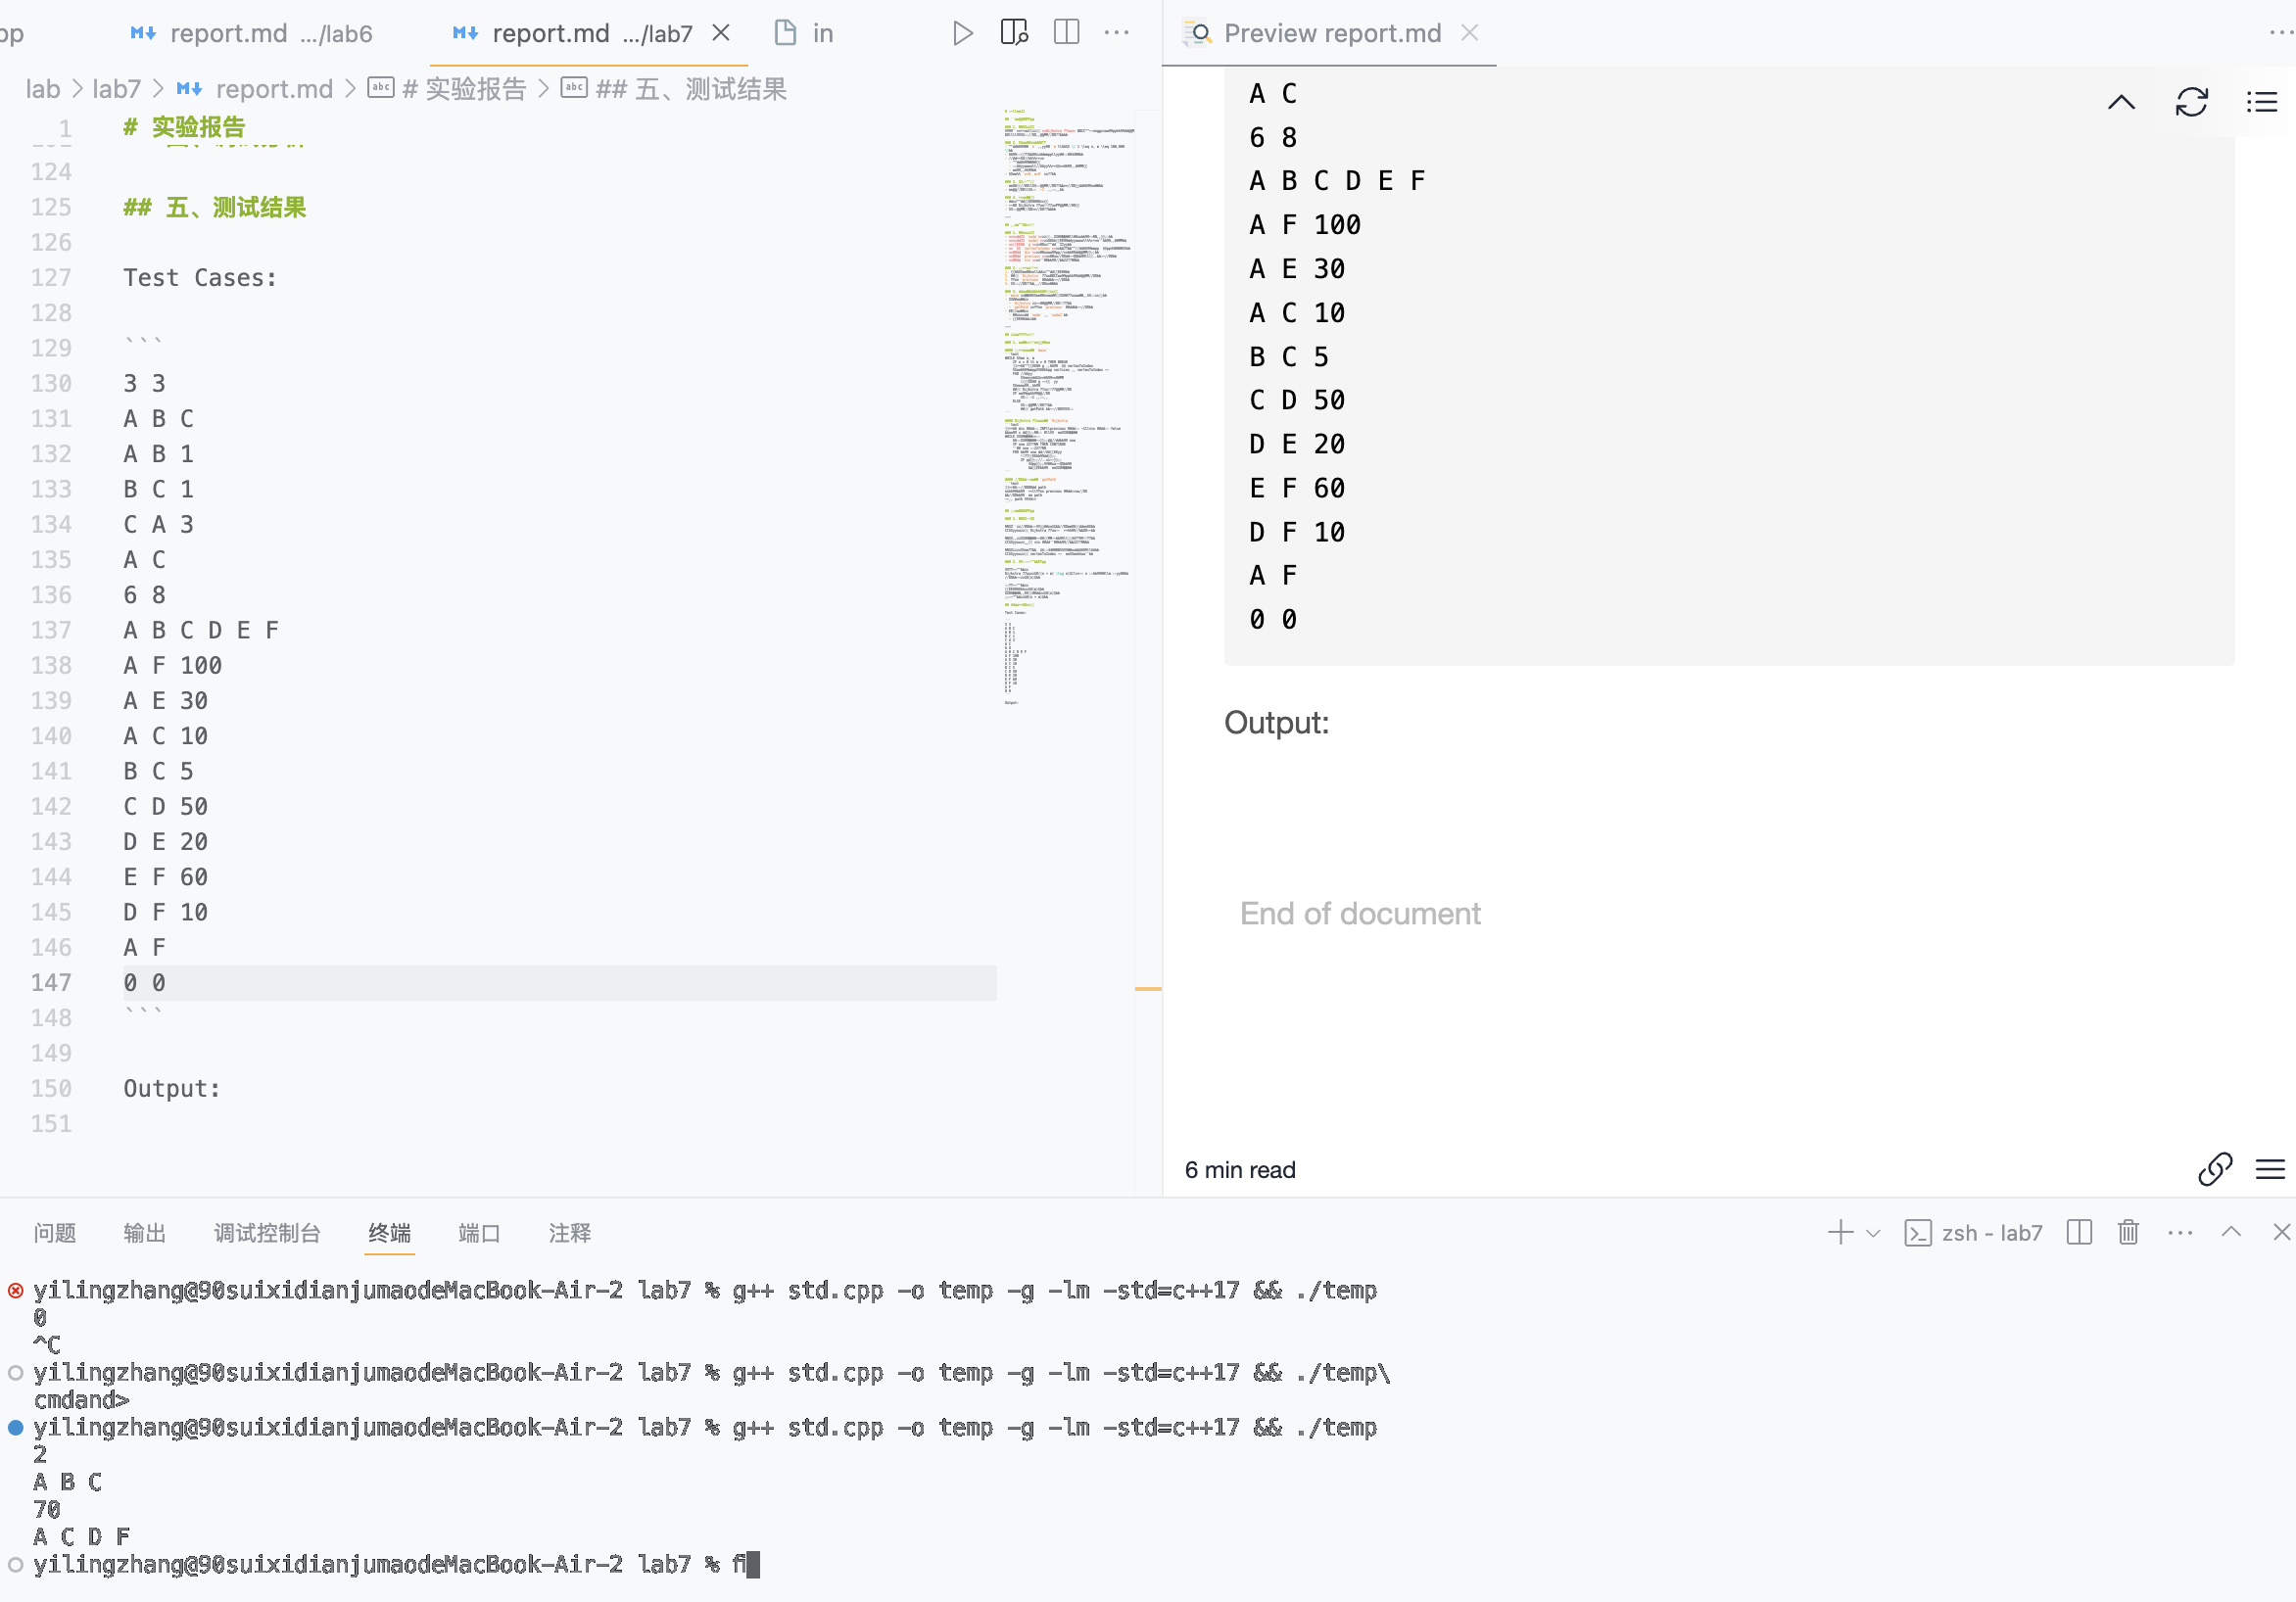 pp
report.md .../lab6
report.md .../lab7
in
Preview report.md
lab > lab7 > report.md > # 实验报告 > ## 五、测试结果
1 # 实验报告
124
125 ## 五、测试结果
126
127 Test Cases:
128
129 ```
130 3 3
131 A B C
132 A B 1
133 B C 1
134 C A 3
135 A C
136 6 8
137 A B C D E F
138 A F 100
139 A E 30
140 A C 10
141 B C 5
142 C D 50
143 D E 20
144 E F 60
145 D F 10
146 A F
147 0 0
148 ```
149
150 Output:
151
A C
6 8
A B C D E F
A F 100
A E 30
A C 10
B C 5
C D 50
D E 20
E F 60
D F 10
A F
0 0
Output:
End of document
6 min read
问题 输出 调试控制台 终端 端口 注释
zsh - lab7
yilingzhang@90suixidianjumaodeMacBook-Air-2 lab7 % g++ std.cpp -o temp -g -lm -std=c++17 && ./temp
0
^C
yilingzhang@90suixidianjumaodeMacBook-Air-2 lab7 % g++ std.cpp -o temp -g -lm -std=c++17 && ./temp\
cmdand>
yilingzhang@90suixidianjumaodeMacBook-Air-2 lab7 % g++ std.cpp -o temp -g -lm -std=c++17 && ./temp
2
A B C
70
A C D F
yilingzhang@90suixidianjumaodeMacBook-Air-2 lab7 % fi